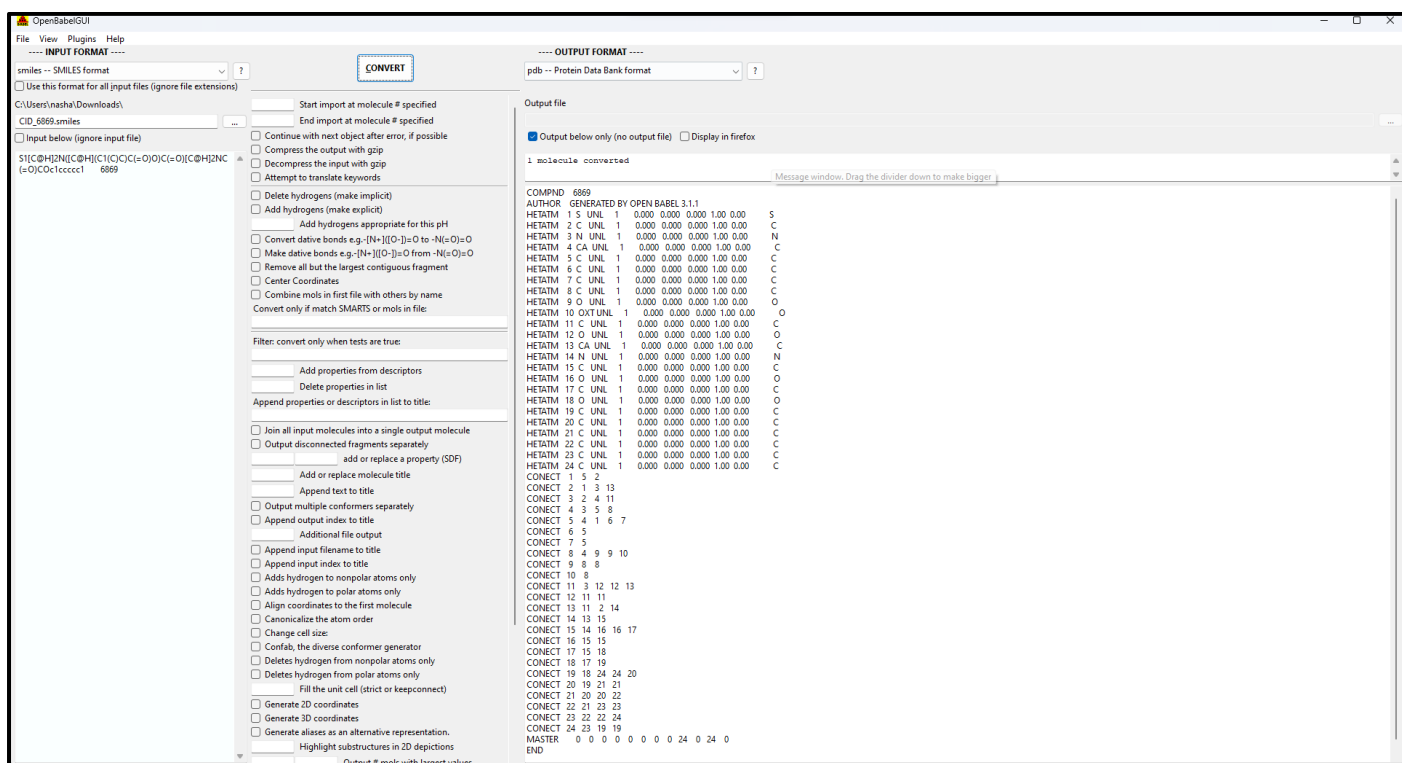 OpenBabelGUI
File View Plugins Help
---- INPUT FORMAT ----
smiles -- SMILES format
?
Use this format for all input files (ignore file extensions)
C:\Users\nasha\Downloads\
CID_6869.smiles
...
Input below (ignore input file)
S1[C@H]2N([C@H](C1(C)C)C(=O)O)C(=O)[C@H]2NC
(=O)COc1ccccc1 6869
CONVERT
Start import at molecule # specified
End import at molecule # specified
Continue with next object after error, if possible
Compress the output with gzip
Decompress the input with gzip
Attempt to translate keywords
Delete hydrogens (make implicit)
Add hydrogens (make explicit)
Add hydrogens appropriate for this pH
Convert dative bonds e.g.-[N+]([O-])=O to -N(=O)=O
Make dative bonds e.g.-[N+]([O-])=O from -N(=O)=O
Remove all but the largest contiguous fragment
Center Coordinates
Combine mols in first file with others by name
Convert only if match SMARTS or mols in file:
Filter: convert only when tests are true:
Add properties from descriptors
Delete properties in list
Append properties or descriptors in list to title:
Join all input molecules into a single output molecule
Output disconnected fragments separately
add or replace a property (SDF)
Add or replace molecule title
Append text to title
Output multiple conformers separately
Append output index to title
Additional file output
Append input filename to title
Append input index to title
Adds hydrogen to nonpolar atoms only
Adds hydrogen to polar atoms only
Align coordinates to the first molecule
Canonicalize the atom order
Change cell size:
Confab, the diverse conformer generator
Deletes hydrogen from nonpolar atoms only
Deletes hydrogen from polar atoms only
Fill the unit cell (strict or keepconnect)
Generate 2D coordinates
Generate 3D coordinates
Generate aliases as an alternative representation.
Highlight substructures in 2D depictions
Output # mols with largest values
---- OUTPUT FORMAT ----
pdb -- Protein Data Bank format
?
Output file
...
Output below only (no output file) Display in firefox
1 molecule converted
Message window. Drag the divider down to make bigger
COMPND 6869
AUTHOR GENERATED BY OPEN BABEL 3.1.1
HETATM 1 S UNL 1 0.000 0.000 0.000 1.00 0.00 S
HETATM 2 C UNL 1 0.000 0.000 0.000 1.00 0.00 C
HETATM 3 N UNL 1 0.000 0.000 0.000 1.00 0.00 N
HETATM 4 CA UNL 1 0.000 0.000 0.000 1.00 0.00 C
HETATM 5 C UNL 1 0.000 0.000 0.000 1.00 0.00 C
HETATM 6 C UNL 1 0.000 0.000 0.000 1.00 0.00 C
HETATM 7 C UNL 1 0.000 0.000 0.000 1.00 0.00 C
HETATM 8 C UNL 1 0.000 0.000 0.000 1.00 0.00 C
HETATM 9 O UNL 1 0.000 0.000 0.000 1.00 0.00 O
HETATM 10 OXT UNL 1 0.000 0.000 0.000 1.00 0.00 O
HETATM 11 C UNL 1 0.000 0.000 0.000 1.00 0.00 C
HETATM 12 O UNL 1 0.000 0.000 0.000 1.00 0.00 O
HETATM 13 CA UNL 1 0.000 0.000 0.000 1.00 0.00 C
HETATM 14 N UNL 1 0.000 0.000 0.000 1.00 0.00 N
HETATM 15 C UNL 1 0.000 0.000 0.000 1.00 0.00 C
HETATM 16 O UNL 1 0.000 0.000 0.000 1.00 0.00 O
HETATM 17 C UNL 1 0.000 0.000 0.000 1.00 0.00 C
HETATM 18 O UNL 1 0.000 0.000 0.000 1.00 0.00 O
HETATM 19 C UNL 1 0.000 0.000 0.000 1.00 0.00 C
HETATM 20 C UNL 1 0.000 0.000 0.000 1.00 0.00 C
HETATM 21 C UNL 1 0.000 0.000 0.000 1.00 0.00 C
HETATM 22 C UNL 1 0.000 0.000 0.000 1.00 0.00 C
HETATM 23 C UNL 1 0.000 0.000 0.000 1.00 0.00 C
HETATM 24 C UNL 1 0.000 0.000 0.000 1.00 0.00 C
CONECT 1 5 2
CONECT 2 1 3 13
CONECT 3 2 4 11
CONECT 4 3 5 8
CONECT 5 4 1 6 7
CONECT 6 5
CONECT 7 5
CONECT 8 4 9 9 10
CONECT 9 8 8
CONECT 10 8
CONECT 11 3 12 12 13
CONECT 12 11 11
CONECT 13 11 2 14
CONECT 14 13 15
CONECT 15 14 16 16 17
CONECT 16 15 15
CONECT 17 15 18
CONECT 18 17 19
CONECT 19 18 24 24 20
CONECT 20 19 21 21
CONECT 21 20 20 22
CONECT 22 21 23 23
CONECT 23 22 22 24
CONECT 24 23 19 19
MASTER 0 0 0 0 0 0 0 0 24 0 24 0
END